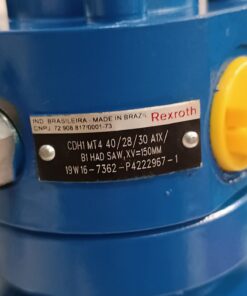 IND. BRASILEIRA - MADE IN BRAZIL
CNPJ. 72 908 817/0001-73
Rexroth
CDH1 MT4 40/28/30 A1X/
B1 HAD SAW,XV=150MM
19W16-7362-P4222967-1